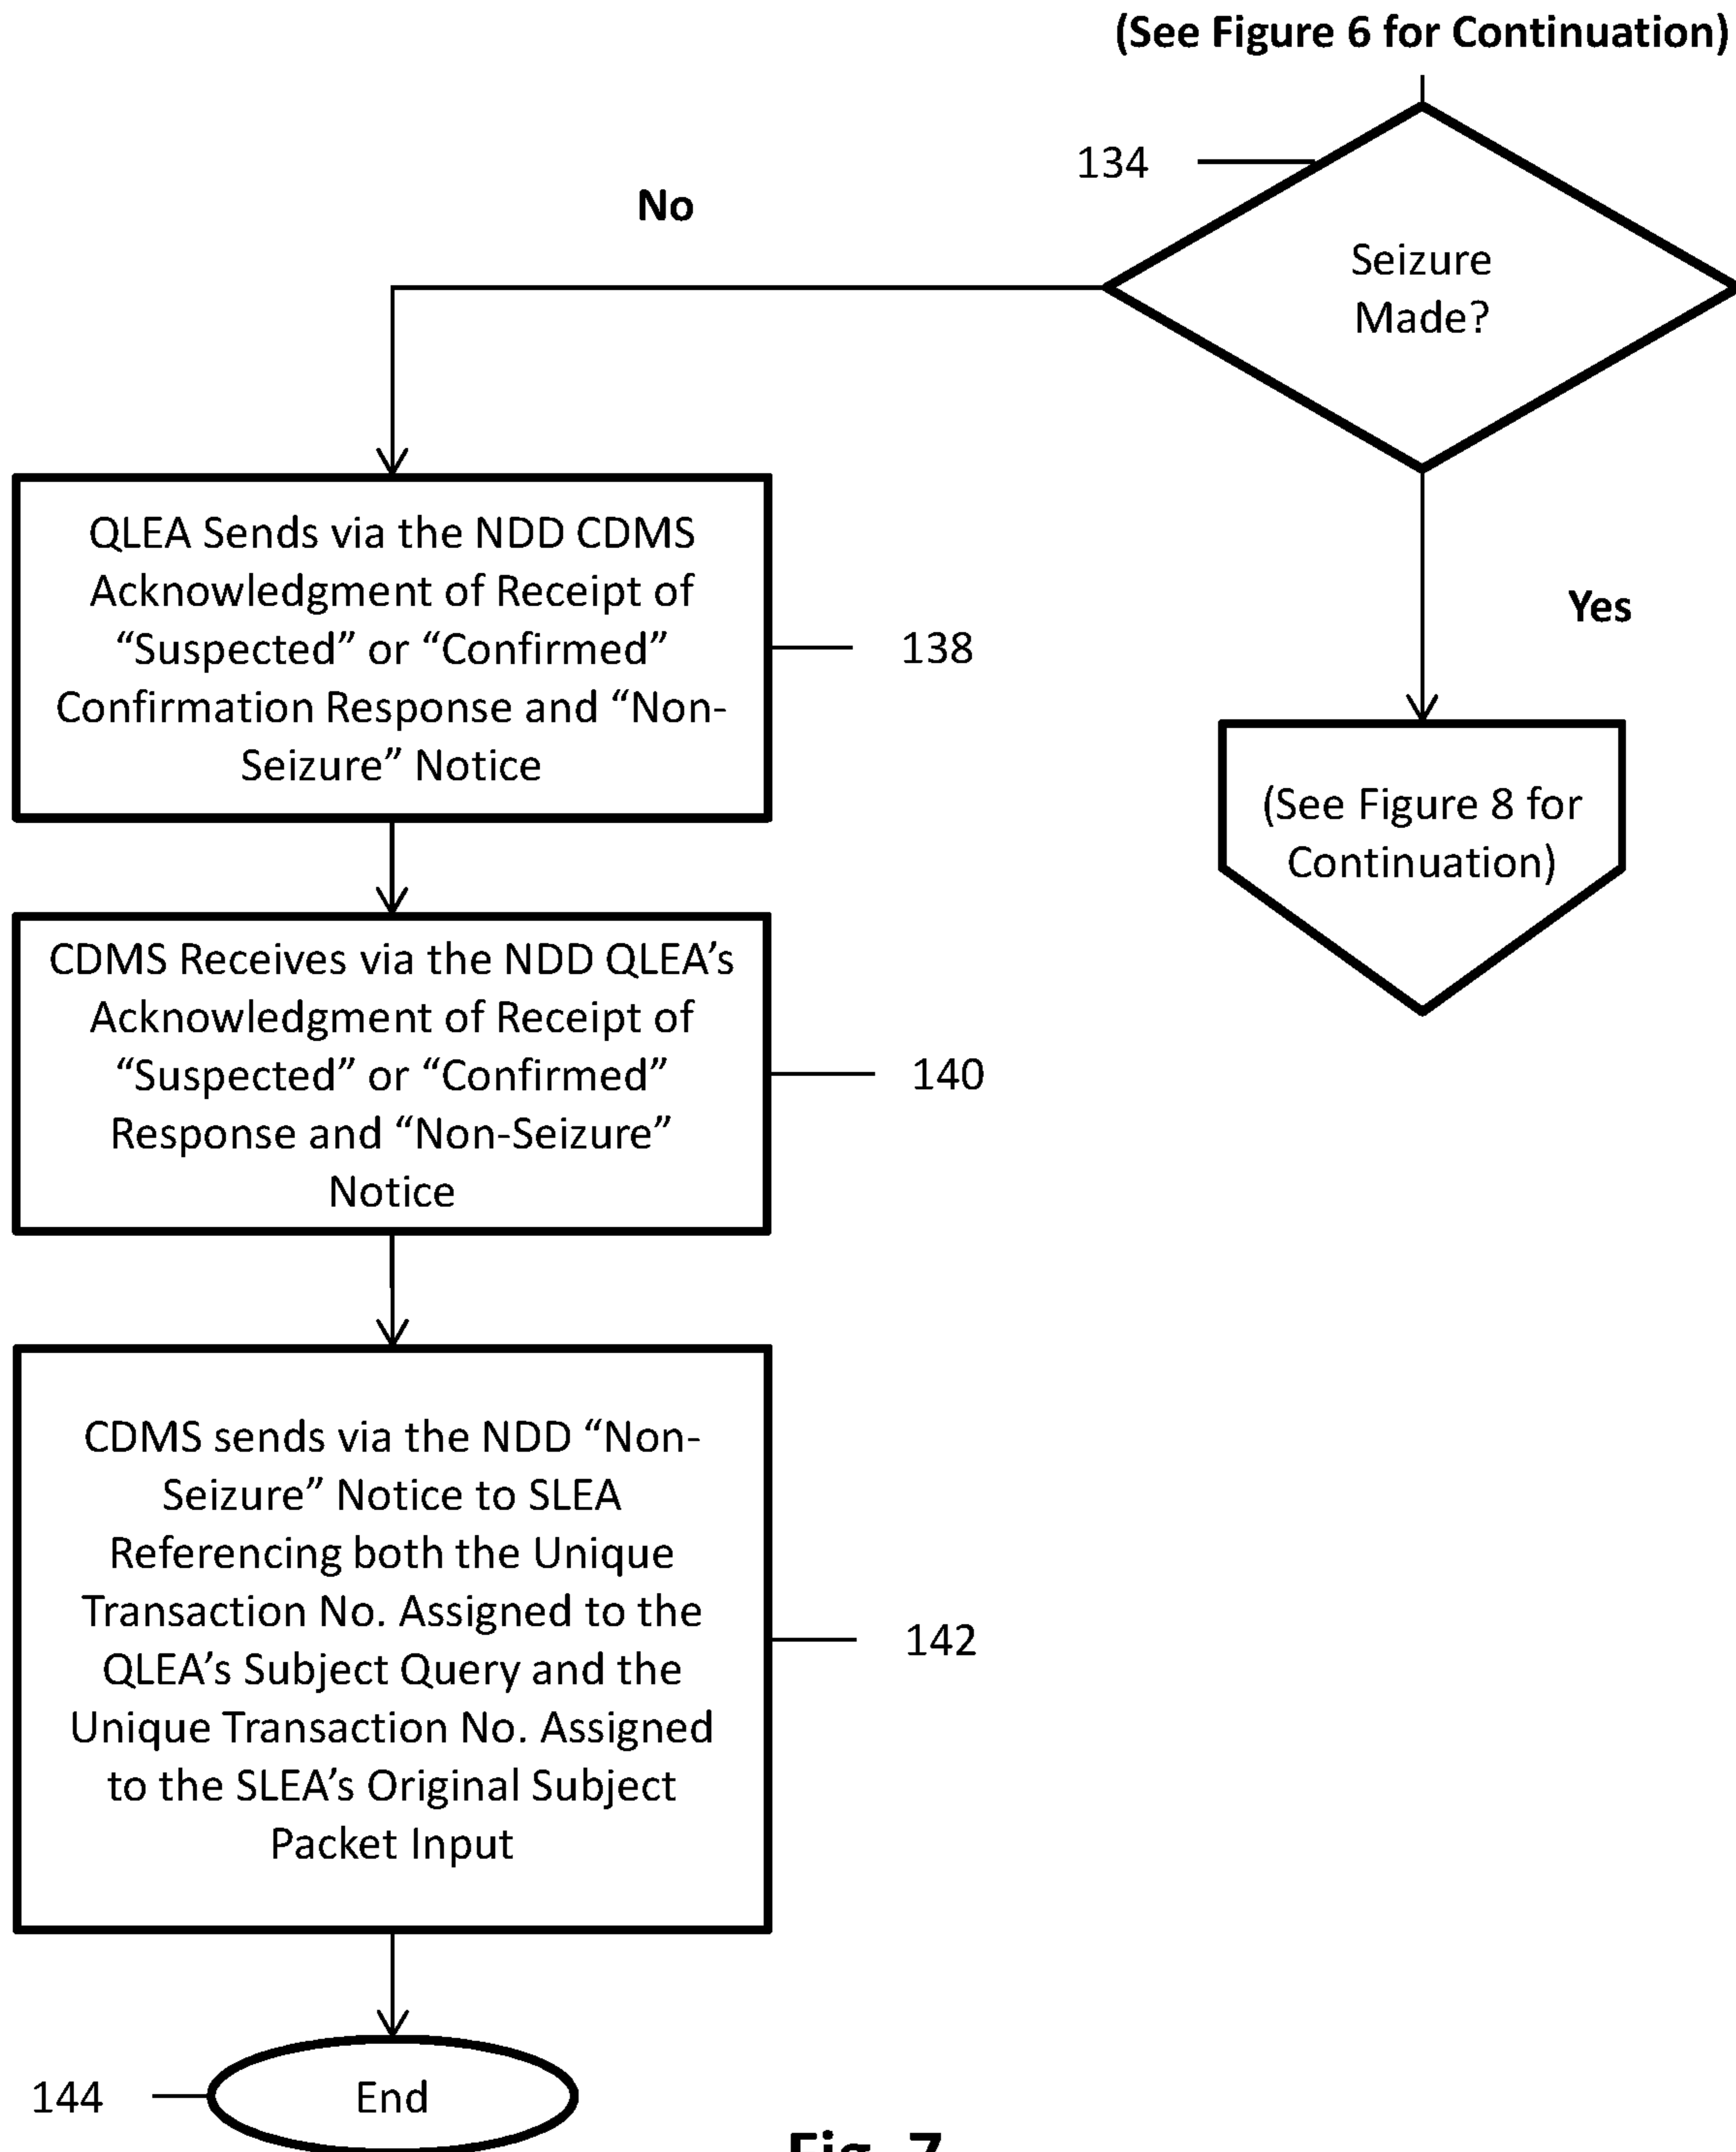 (See Figure 6 for Continuation)
134
No
Seizure
Made?
QLEA Sends via the NDD CDMS
Acknowledgment of Receipt of
“Suspected” or “Confirmed”
Confirmation Response and “Non-
Seizure” Notice
138
Yes
(See Figure 8 for
Continuation)
CDMS Receives via the NDD QLEA’s
Acknowledgment of Receipt of
“Suspected” or “Confirmed”
Response and “Non-Seizure”
Notice
140
CDMS sends via the NDD “Non-
Seizure” Notice to SLEA
Referencing both the Unique
Transaction No. Assigned to the
QLEA’s Subject Query and the
Unique Transaction No. Assigned
to the SLEA’s Original Subject
Packet Input
142
144
End
Fig. 7